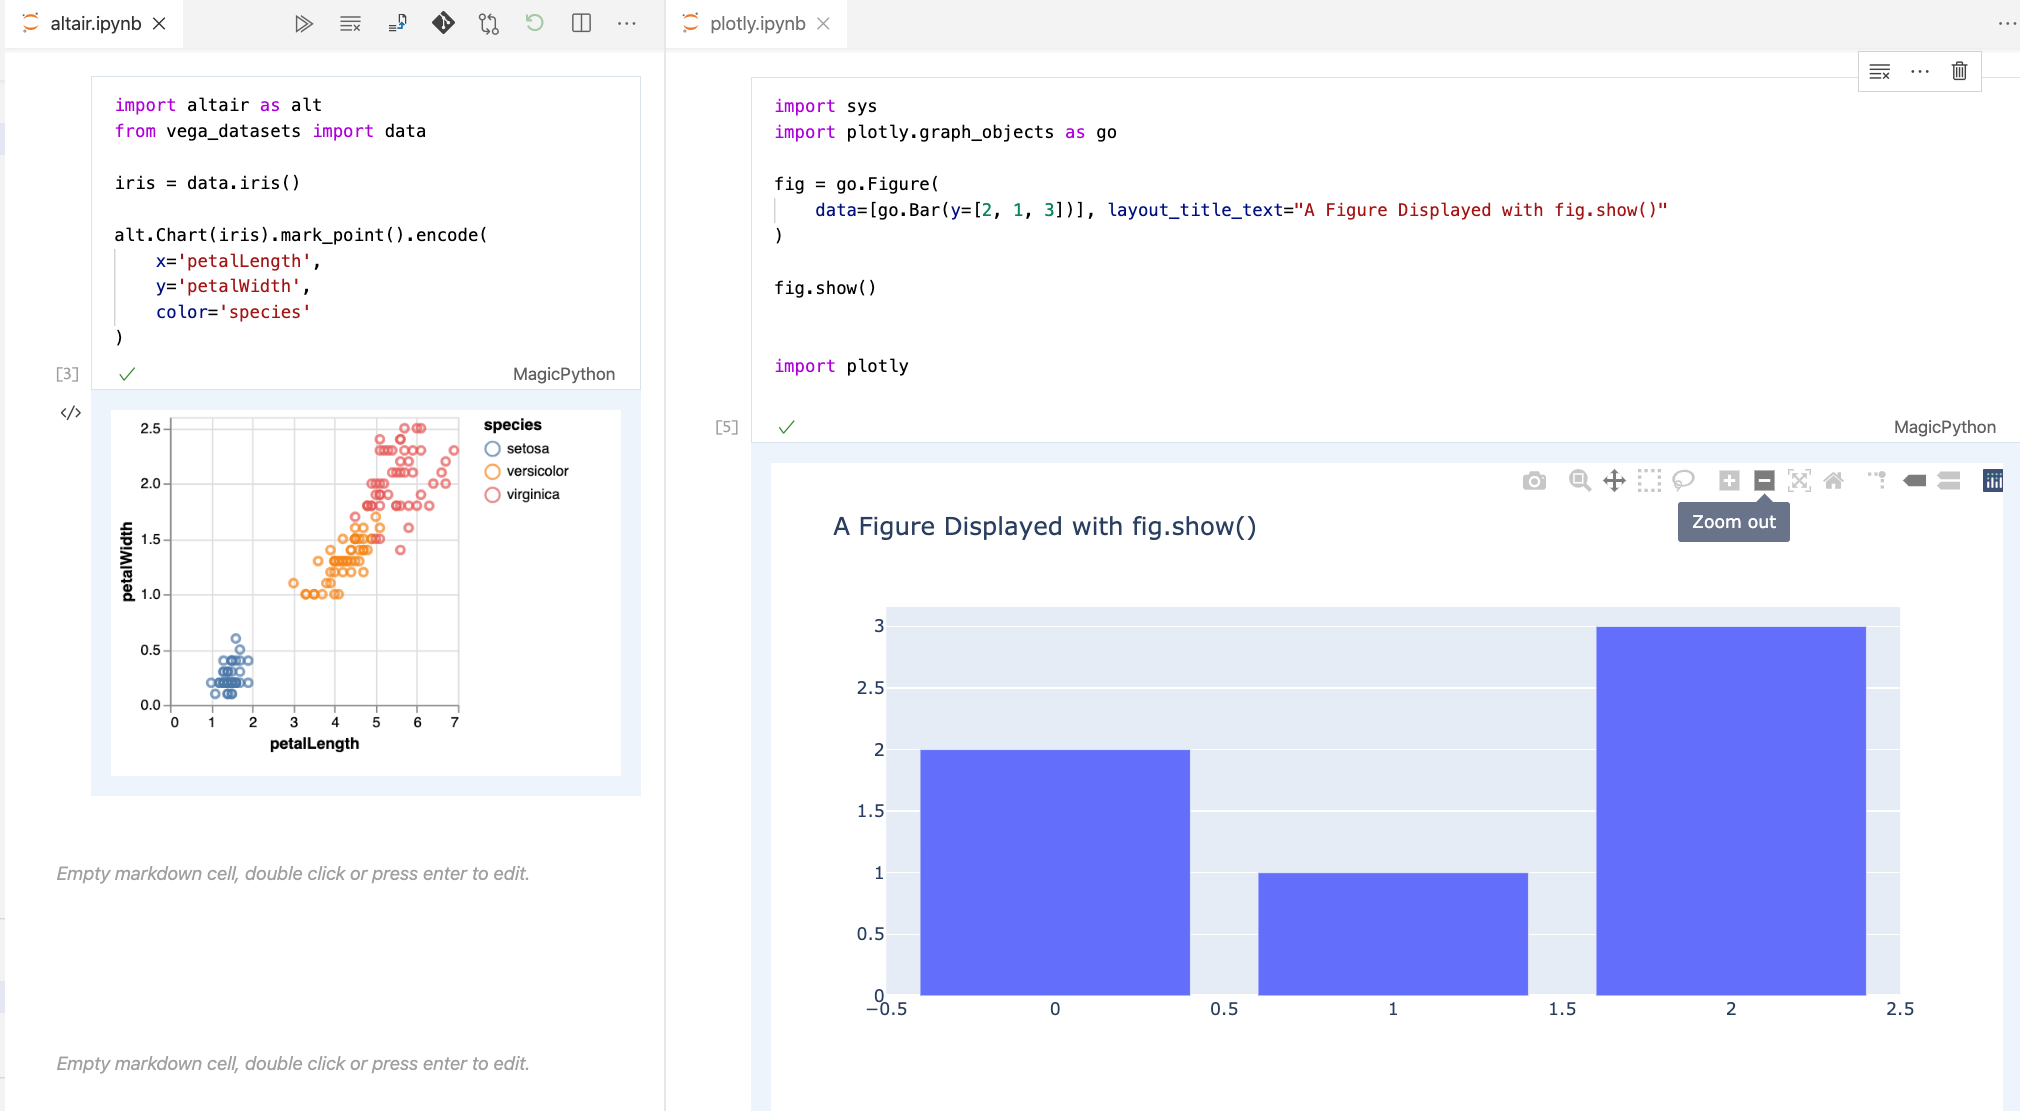 altair.ipynb
import altair as alt
from vega_datasets import data
iris = data.iris()
alt.Chart(iris).mark_point().encode(
x='petalLength',
y='petalWidth',
color='species'
)
[3]
MagicPython
</>
2.5
2.0
1.5
1.0
0.5
0.0
petalWidth
0 1 2 3 4 5 6 7
petalLength
species
setosa
versicolor
virginica
Empty markdown cell, double click or press enter to edit.
Empty markdown cell, double click or press enter to edit.
plotly.ipynb
import sys
import plotly.graph_objects as go
fig = go.Figure(
data=[go.Bar(y=[2, 1, 3])], layout_title_text="A Figure Displayed with fig.show()"
)
fig.show()
import plotly
[5]
MagicPython
Zoom out
A Figure Displayed with fig.show()
3
2.5
2
1.5
1
0.5
0
−0.5 0 0.5 1 1.5 2 2.5